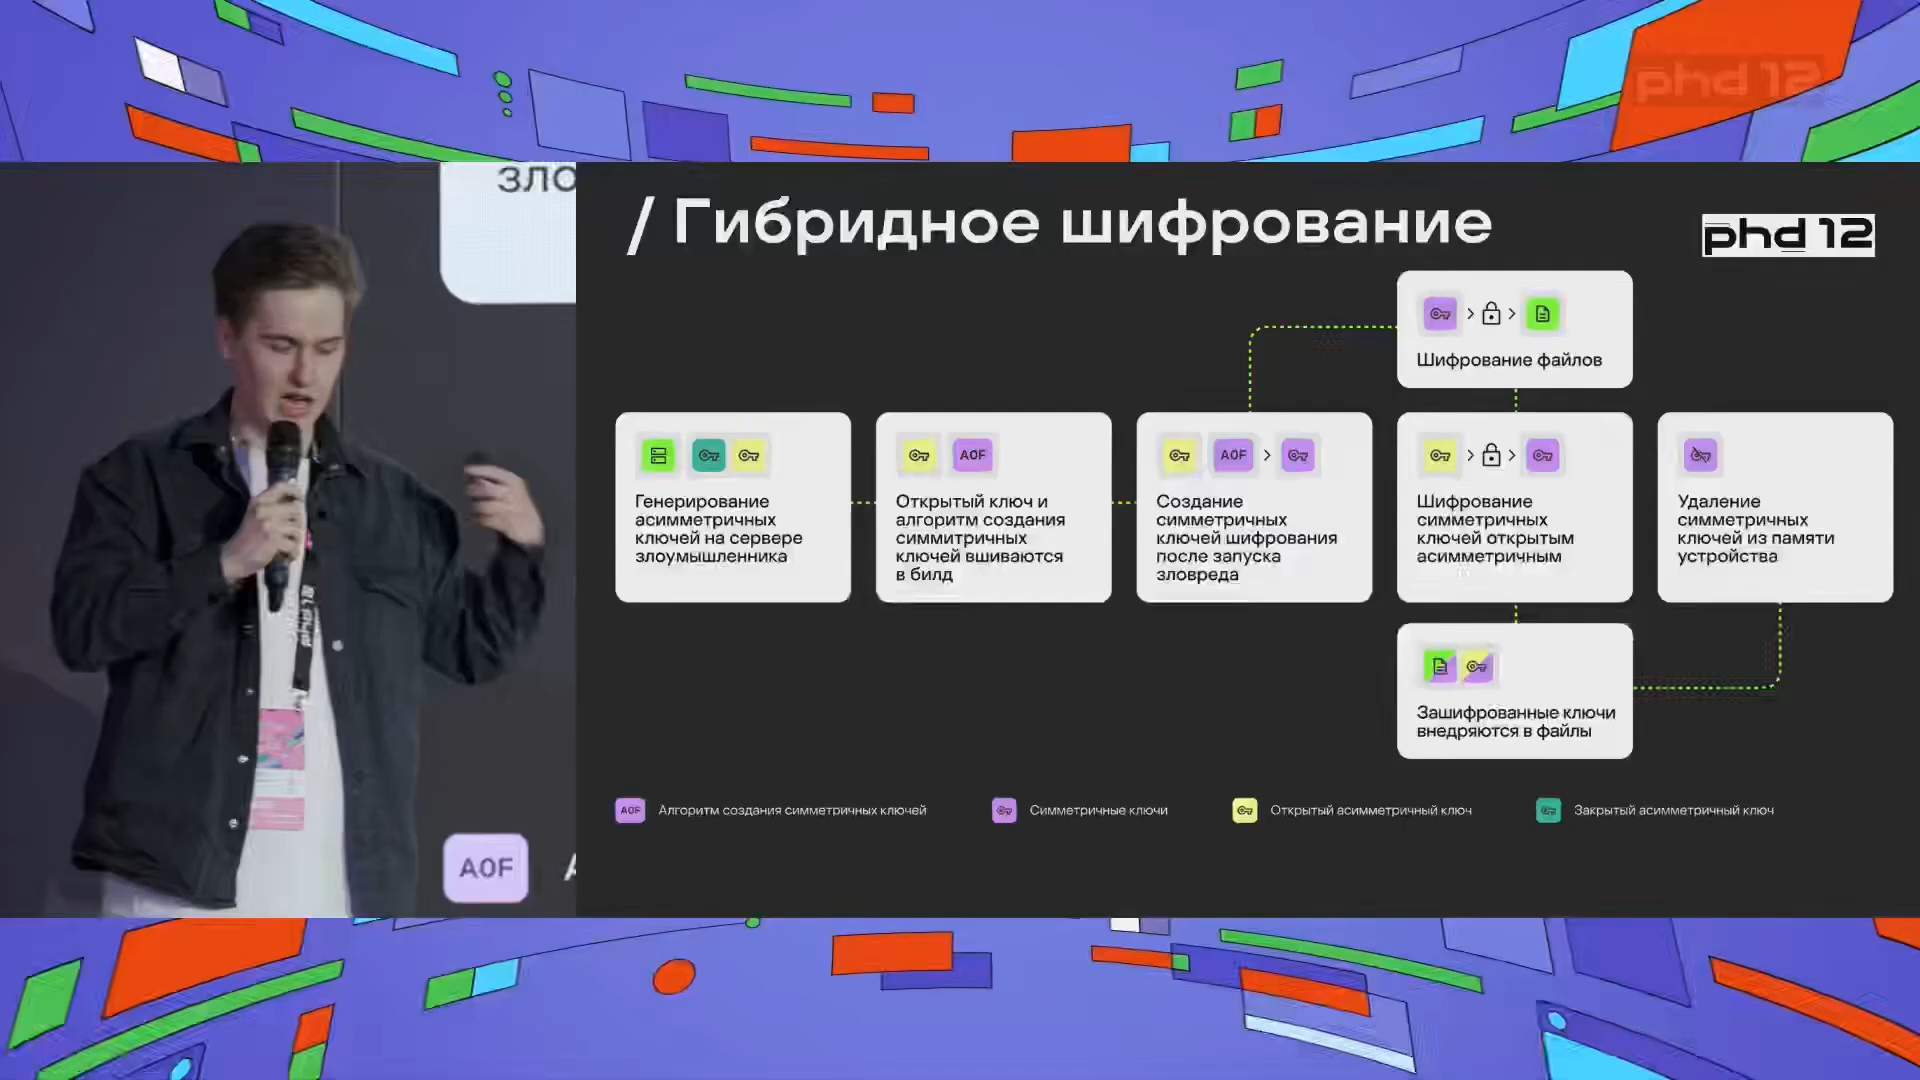 phd 12
зло
/ Гибридное шифрование
phd 12
Шифрование файлов
Генерирование
асимметричных
ключей на сервере
злоумышленника
AOF
Открытый ключ и
алгоритм создания
симмитричных
ключей вшиваются
в билд
AOF
Создание
симметричных
ключей шифрования
после запуска
зловреда
Шифрование
симметричных
ключей открытым
асимметричным
Удаление
симметричных
ключей из памяти
устройства
Зашифрованные ключи
внедряются в файлы
AOF Алгоритм создания симметричных ключей
Симметричные ключи
Открытый асимметричный ключ
Закрытый асимметричный ключ
AOF
phd 12